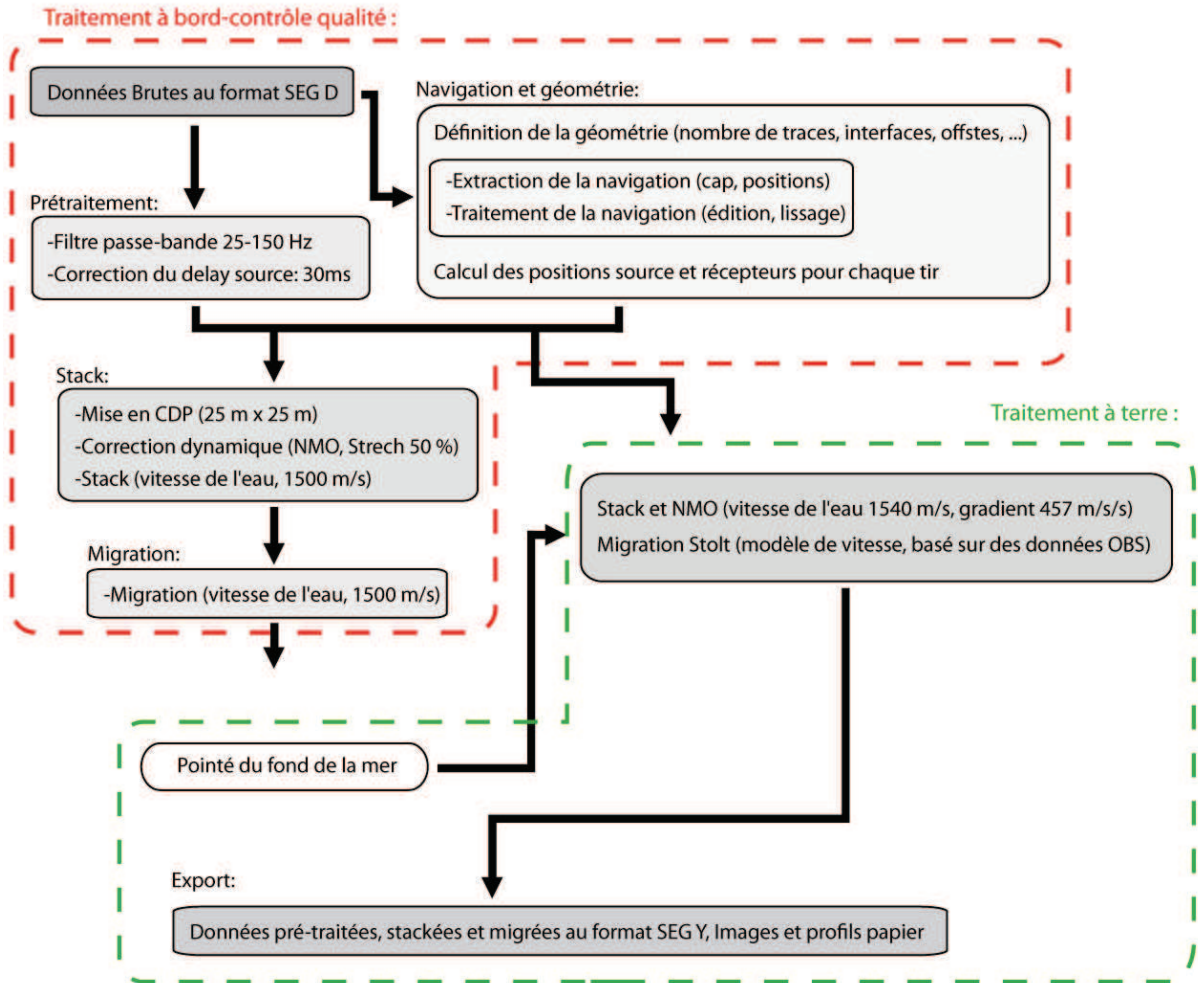 Traitement à bord-contrôle qualité :
Données Brutes au format SEG D
Navigation et géométrie:
Définition de la géométrie (nombre de traces, interfaces, offstes, ...)
-Extraction de la navigation (cap, positions)
-Traitement de la navigation (édition, lissage)
Calcul des positions source et récepteurs pour chaque tir
Prétraitement:
-Filtre passe-bande 25-150 Hz
-Correction du delay source: 30ms
Stack:
-Mise en CDP (25 m x 25 m)
-Correction dynamique (NMO, Strech 50 %)
-Stack (vitesse de l'eau, 1500 m/s)
Migration:
-Migration (vitesse de l'eau, 1500 m/s)
Traitement à terre :
Stack et NMO (vitesse de l'eau 1540 m/s, gradient 457 m/s/s)
Migration Stolt (modèle de vitesse, basé sur des données OBS)
Pointé du fond de la mer
Export:
Données pré-traitées, stackées et migrées au format SEG Y, Images et profils papier